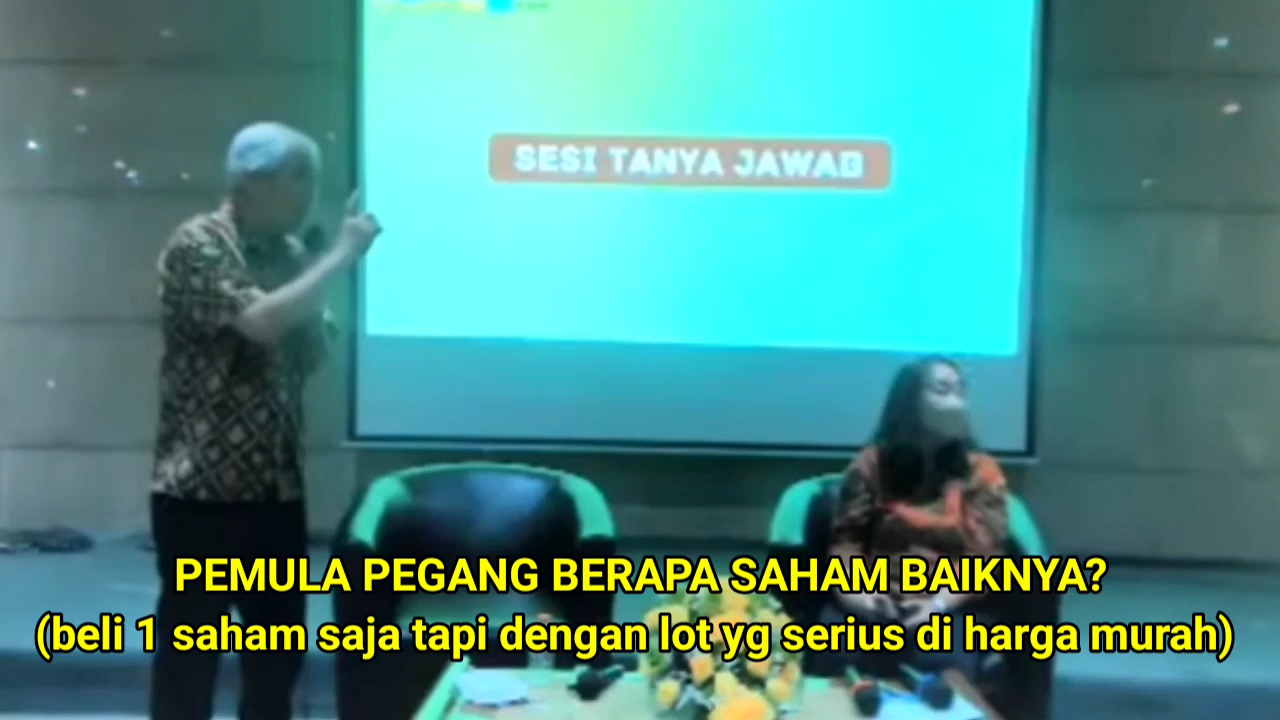 SESI TANYA JAWAB
PEMULA PEGANG BERAPA SAHAM BAIKNYA?
(beli 1 saham saja tapi dengan lot yg serius di harga murah)